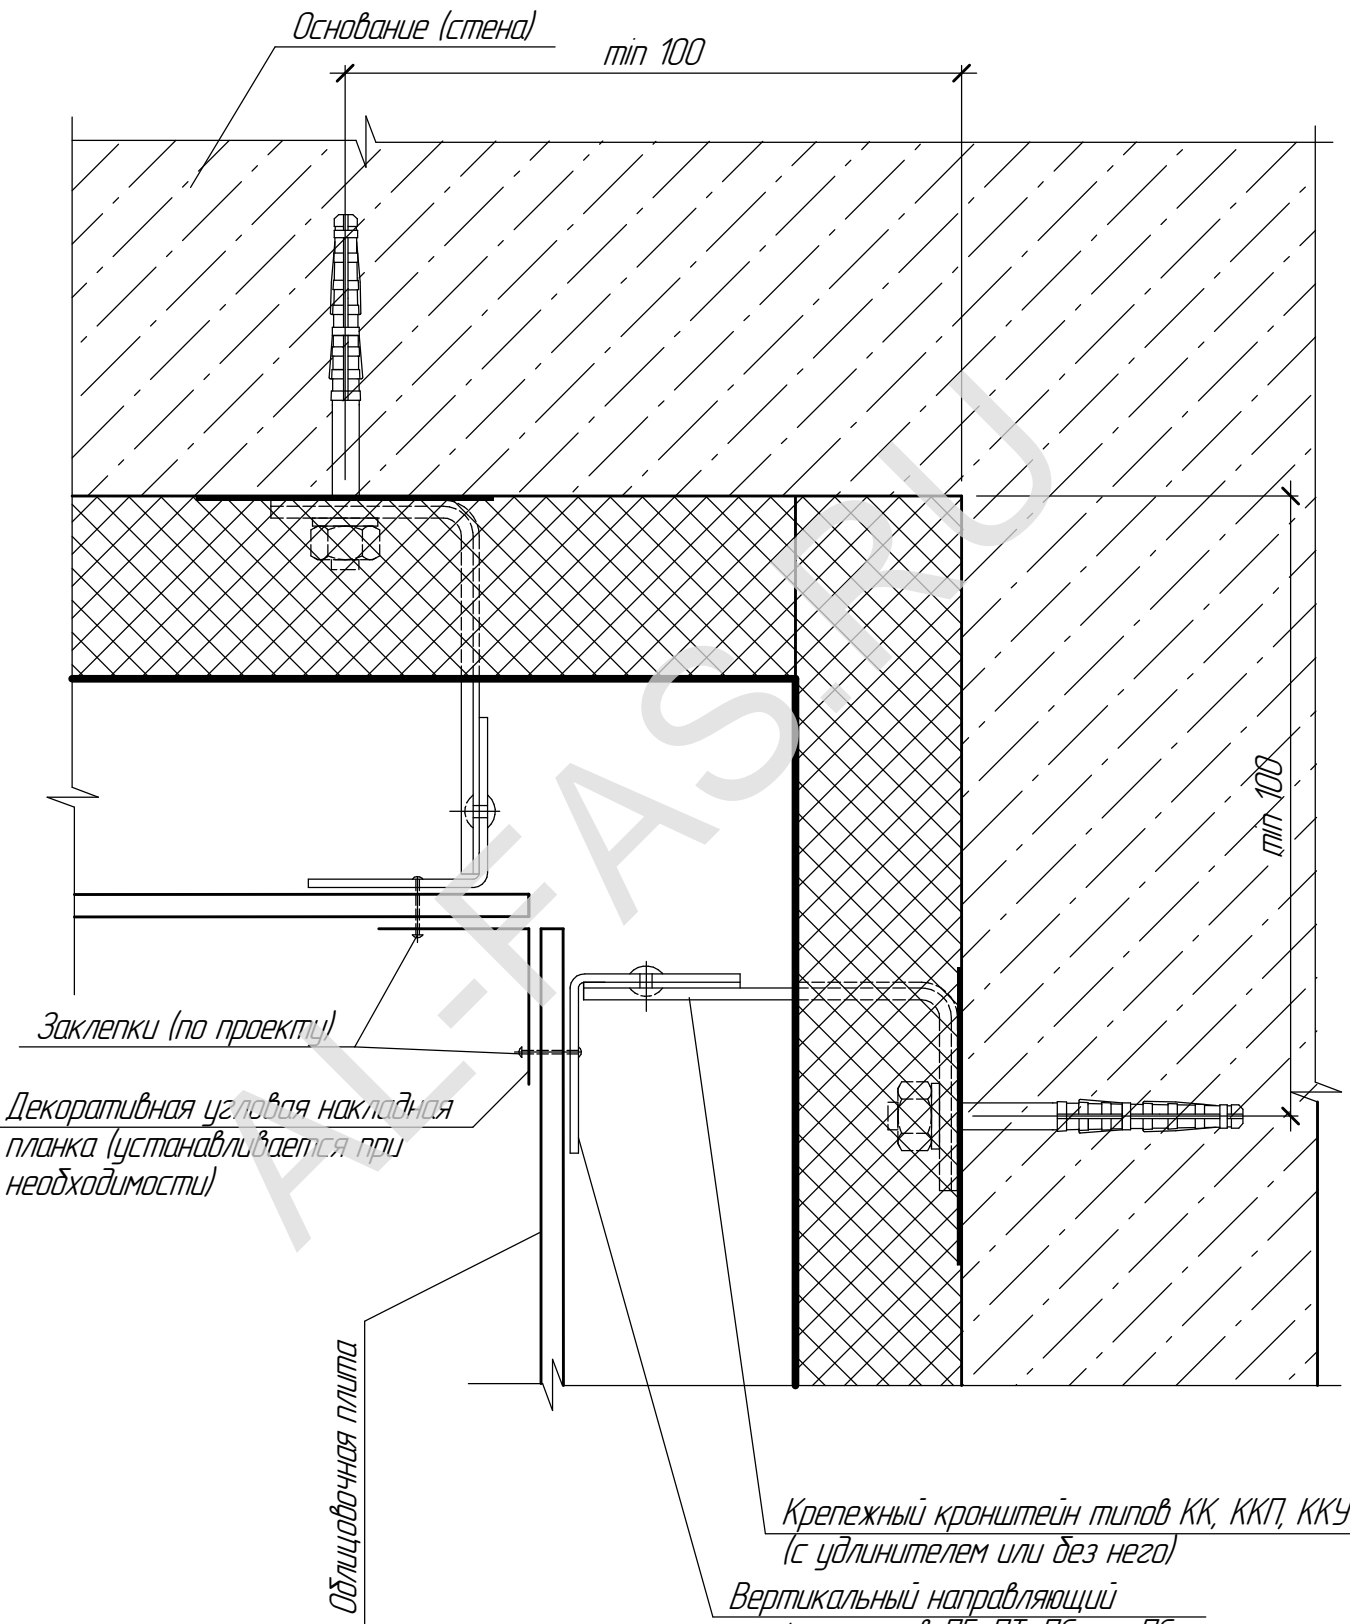 Основание (стена)
min 100
min 100
Заклепки (по проекту)
Декоративная угловая накладная
планка (устанавливается при
необходимости)
Облицовочная плита
Крепежный кронштейн типов КК, ККП, ККУ
(с удлинителем или без него)
Вертикальный направляющий
AL-FAS.RU